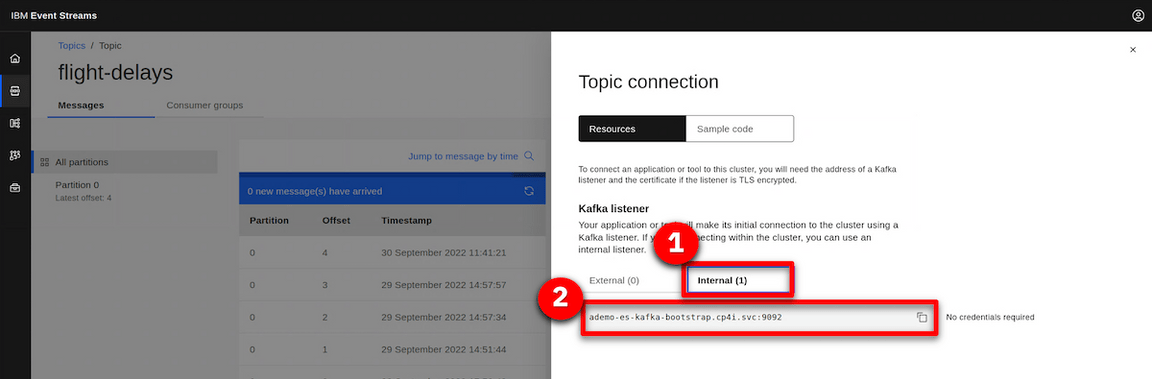 IBM Event Streams
Topics / Topic
flight-delays
Messages
Consumer groups
All partitions
Partition 0
Latest offset: 4
Jump to message by time
0 new message(s) have arrived
Partition Offset Timestamp
0 4 30 September 2022 11:41:21
0 3 29 September 2022 14:57:57
0 2 29 September 2022 14:57:34
0 1 29 September 2022 14:51:44
Topic connection
Resources
Sample code
To connect an application or tool to this cluster, you will need the address of a Kafka
listener and the certificate if the listener is TLS encrypted.
Kafka listener
Your application or will make its initial connection to the cluster using a
Kafka listener. If within the cluster, you can use an
internal listener.
1
External (0)
Internal (1)
2
ademo-es-kafka-bootstrap.cp4i.svc:9092
No credentials required